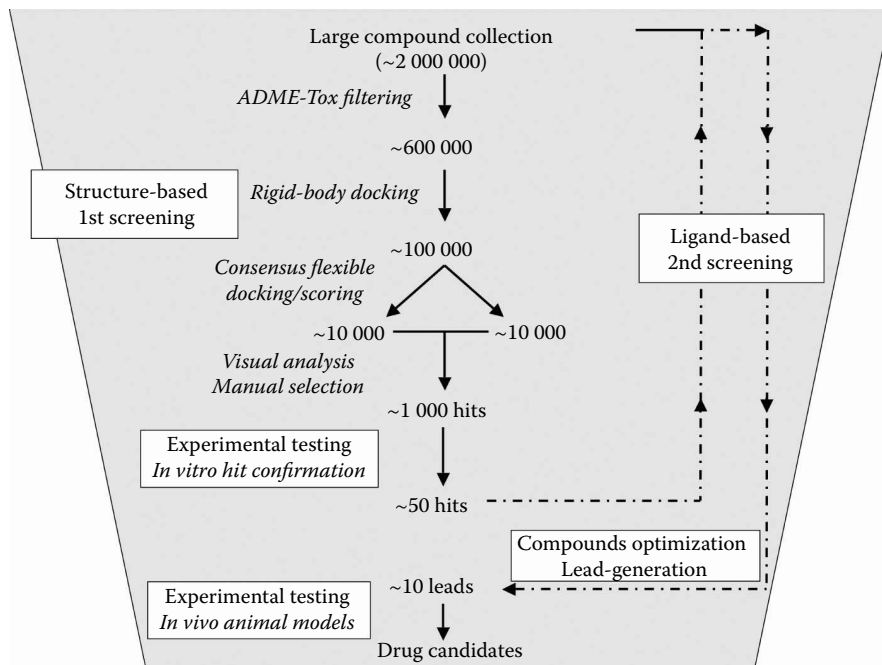 Large compound collection
(~2 000 000)
ADME-Tox filtering
~600 000
Structure-based
1st screening
Rigid-body docking
Ligand-based
2nd screening
~100 000
Consensus flexible
docking/scoring
~10 000
~10 000
Visual analysis
Manual selection
~1 000 hits
Experimental testing
In vitro hit confirmation
~50 hits
Compounds optimization
Lead-generation
~10 leads
Experimental testing
In vivo animal models
Drug candidates